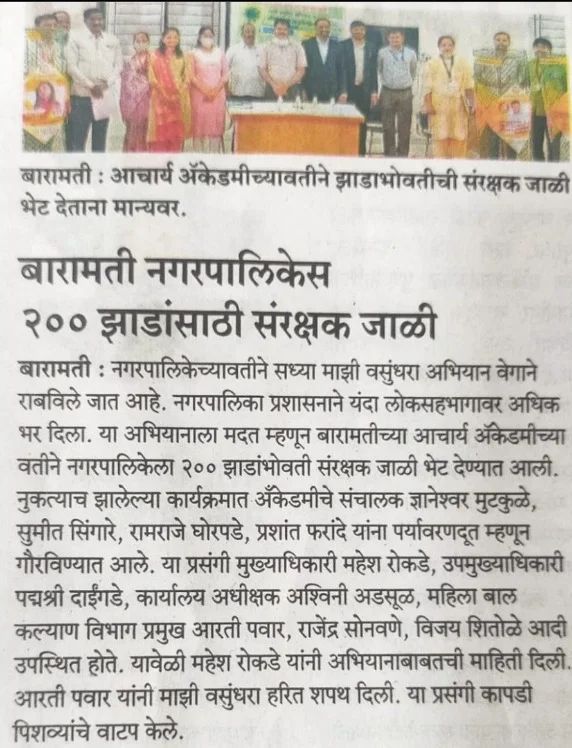 बारामती : आचार्य ॲकेडमीच्यावतीने झाडाभोवतीची संरक्षक जाळी
भेट देताना मान्यवर.
बारामती नगरपालिकेस
२०० झाडांसाठी संरक्षक जाळी
बारामती : नगरपालिकेच्यावतीने सध्या माझी वसुंधरा अभियान वेगाने
राबविले जात आहे. नगरपालिका प्रशासनाने यंदा लोकसहभागावर अधिक
भर दिला. या अभियानाला मदत म्हणून बारामतीच्या आचार्य ॲकेडमीच्या
वतीने नगरपालिकेला २०० झाडांभोवती संरक्षक जाळी भेट देण्यात आली.
नुकत्याच झालेल्या कार्यक्रमात अँकेडमीचे संचालक ज्ञानेश्वर मुटकुळे,
सुमीत सिंगारे, रामराजे घोरपडे, प्रशांत फरांदे यांना पर्यावरणदूत म्हणून
गौरविण्यात आले. या प्रसंगी मुख्याधिकारी महेश रोकडे, उपमुख्याधिकारी
पद्मश्री दाईंगडे, कार्यालय अधीक्षक अश्विनी अडसूळ, महिला बाल
कल्याण विभाग प्रमुख आरती पवार, राजेंद्र सोनवणे, विजय शितोळे आदी
उपस्थित होते. यावेळी महेश रोकडे यांनी अभियानाबाबतची माहिती दिली.
आरती पवार यांनी माझी वसुंधरा हरित शपथ दिली. या प्रसंगी कापडी
पिशव्यांचे वाटप केले.